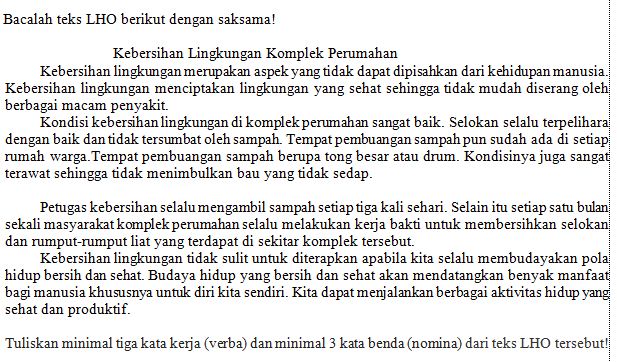 Bacalah teks LHO berikut dengan saksama!
Kebersihan Lingkungan Komplek Perumahan
Kebersihan lingkungan merupakan aspek yang tidak dapat dipisahkan dari kehidupan manusia.
Kebersihan lingkungan menciptakan lingkungan yang sehat sehingga tidak mudah diserang oleh
berbagai macam penyakit.
Kondisi kebersihan lingkungan di komplek perumahan sangat baik. Selokan selalu terpelihara
dengan baik dan tidak tersumbat oleh sampah. Tempat pembuangan sampah pun sudah ada di setiap
rumah warga.Tempat pembuangan sampah berupa tong besar atau drum. Kondisinya juga sangat
terawat sehingga tidak menimbulkan bau yang tidak sedap.
Petugas kebersihan selalu mengambil sampah setiap tiga kali sehari. Selain itu setiap satu bulan
sekali masyarakat komplek perumahan selalu melakukan kerja bakti untuk membersihkan selokan
dan rumput-rumput liat yang terdapat di sekitar komplek tersebut.
Kebersihan lingkungan tidak sulit untuk diterapkan apabila kita selalu membudayakan pola
hidup bersih dan sehat. Budaya hidup yang bersih dan sehat akan mendatangkan benyak manfaat
bagi manusia khususnya untuk diri kita sendiri. Kita dapat menjalankan berbagai aktivitas hidup yang
sehat dan produktif.
Tuliskan minimal tiga kata kerja (verba) dan minimal 3 kata benda (nomina) dari teks LHO tersebut!